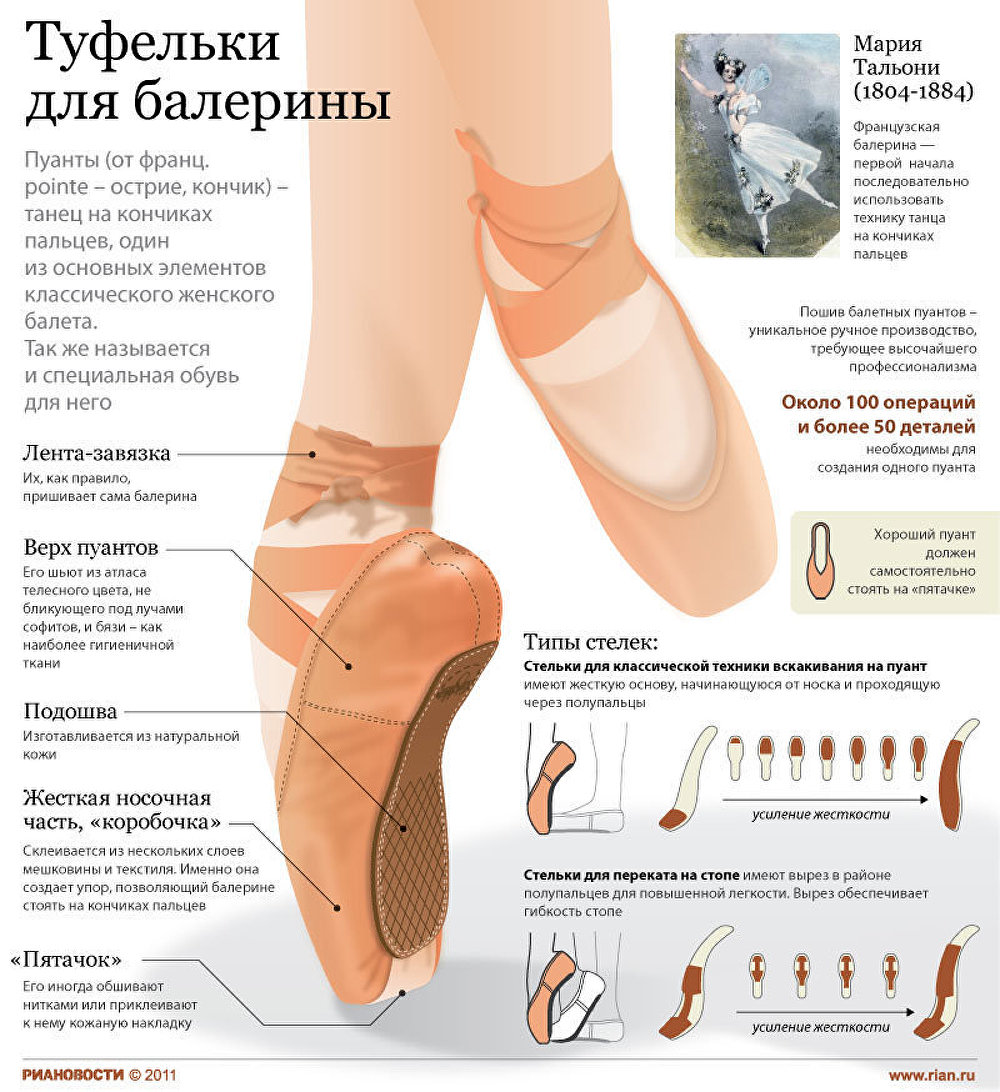 Туфельки
для балерины
Пуанты (от франц.
pointe – острие, кончик) –
танец на кончиках
пальцев, один
из основных элементов
классического женского
балета.
Так же называется
и специальная обувь
для него
Мария
Тальони
(1804-1884)
Французская
балерина —
первой начала
последовательно
использовать
технику танца
на кончиках
пальцев
Пошив балетных пуантов –
уникальное ручное производство,
требующее высочайшего
профессионализма
Около 100 операций
и более 50 деталей
необходимы для
создания одного пуанта
Хороший пуант
должен
самостоятельно
стоять на «пятачке»
Лента-завязка
Их, как правило,
пришивает сама балерина
Верх пуантов
Его шьют из атласа
телесного цвета, не
бликующего под лучами
софитов, и бязи – как
наиболее гигиеничной
ткани
Подошва
Изготавливается из натуральной
кожи
Жесткая носочная
часть, «коробочка»
Склеивается из нескольких слоев
мешковины и текстиля. Именно она
создает упор, позволяющий балерине
стоять на кончиках пальцев
«Пятачок»
Его иногда обшивают
нитками или приклеивают
к нему кожаную накладку
Типы стелек:
Стельки для классической техники вскакивания на пуант
имеют жесткую основу, начинающуюся от носка и проходящую
через полупальцы
усиление жесткости
Стельки для переката на стопе имеют вырез в районе
полупальцев для повышенной легкости. Вырез обеспечивает
гибкость стопе
усиление жесткости
РИАНОВОСТИ © 2011
www.rian.ru